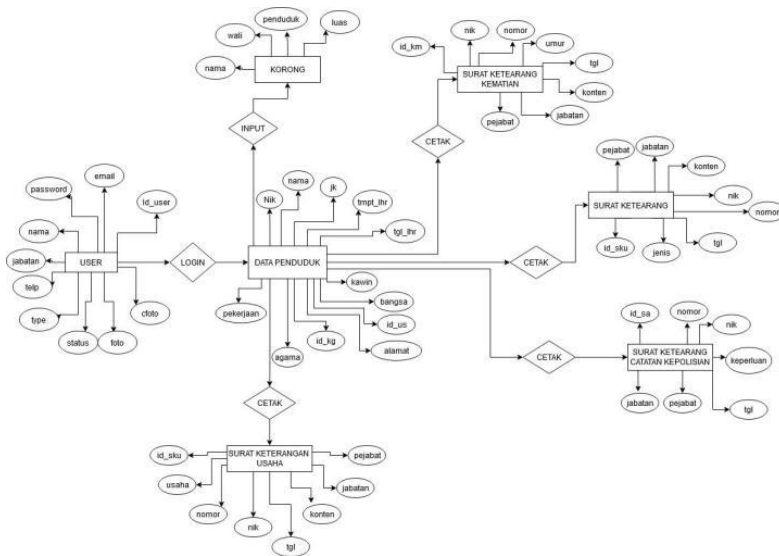 penduduk
luas
wali
KORONG
nama
INPUT
nik
nomor
umur
id_km
SURAT KETEARANG
KEMATIAN
tgl
konten
pejabat
jabatan
CETAK
pejabat
jabatan
konten
SURAT KETEARANG
nik
nomor
id_sku
jenis
tgl
CETAK
email
password
Id_user
nama
jabatan
USER
telp
type
status
foto
cfoto
LOGIN
Nik
nama
jk
tmpt_lhr
tgl_lhr
DATA PENDUDUK
kawin
bangsa
id_us
alamat
id_kg
agama
pekerjaan
CETAK
id_sa
nomor
nik
SURAT KETEARANG
CATATAN KEPOLISIAN
keperluan
jabatan
pejabat
tgl
CETAK
id_sku
SURAT KETERANGAN
USAHA
pejabat
usaha
jabatan
nomor
nik
konten
tgl